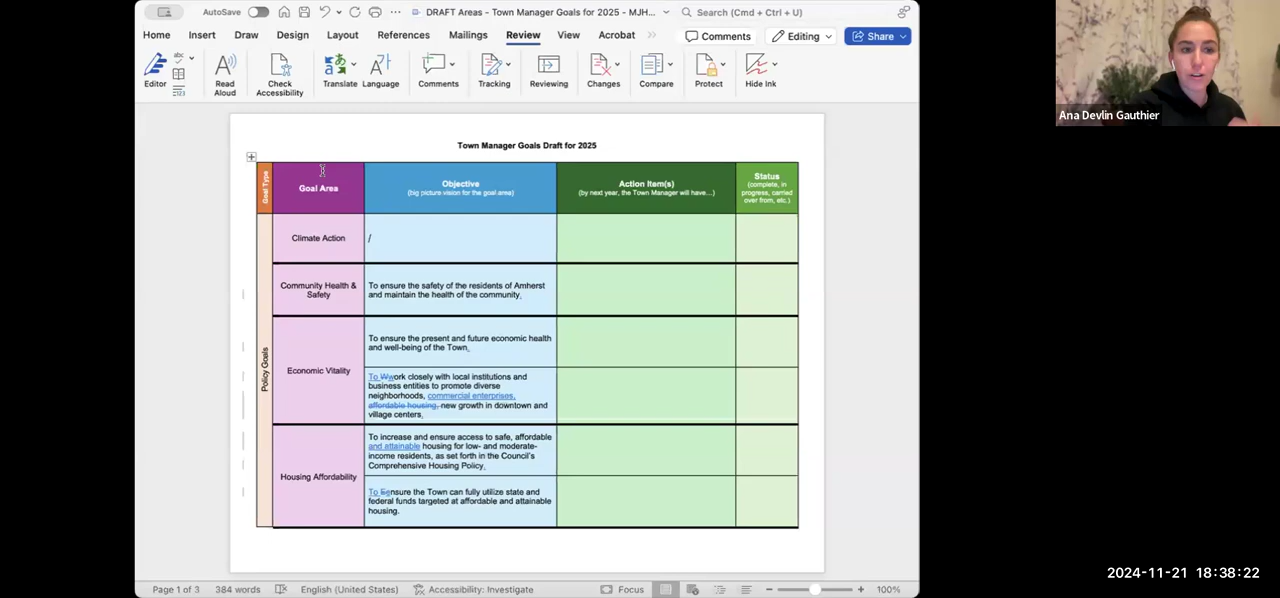 AutoSave
DRAFT Areas - Town Manager Goals for 2025 - MJH...
Search (Cmd + Ctrl + U)
Home Insert Draw Design Layout References Mailings Review View Acrobat
Comments Editing Share
Editor
Read Aloud
Check Accessibility
Translate
Language
Comments
Tracking
Reviewing
Changes
Compare
Protect
Hide Ink
Ana Devlin Gauthier
Town Manager Goals Draft for 2025
Goal Type
Goal Area
Objective
(big picture vision for the goal area)
Action Item(s)
(by next year, the Town Manager will have...)
Status
(complete, in
progress, carried
over from, etc.)
Policy Goals
Climate Action
/
Community Health &
Safety
To ensure the safety of the residents of Amherst
and maintain the health of the community.
Economic Vitality
To ensure the present and future economic health
and well-being of the Town.
To Wwork closely with local institutions and
business entities to promote diverse
neighborhoods, commercial enterprises,
affordable housing, new growth in downtown and
village centers.
Housing Affordability
To increase and ensure access to safe, affordable
and attainable housing for low- and moderate-
income residents, as set forth in the Council's
Comprehensive Housing Policy.
To Eensure the Town can fully utilize state and
federal funds targeted at affordable and attainable
housing.
Page 1 of 3 384 words English (United States) Accessibility: Investigate Focus 100%
2024-11-21 18:38:22